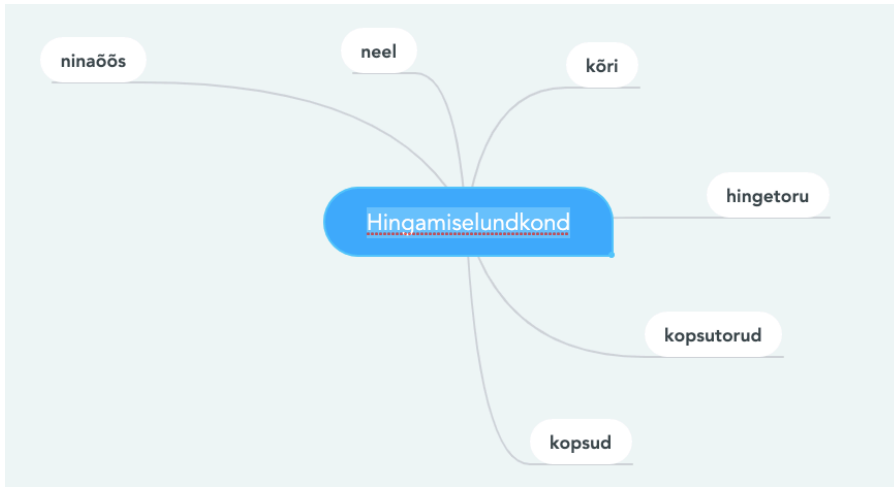 ninaõõs
neel
kõri
hingetoru
Hingamiselundkond
kopsutorud
kopsud